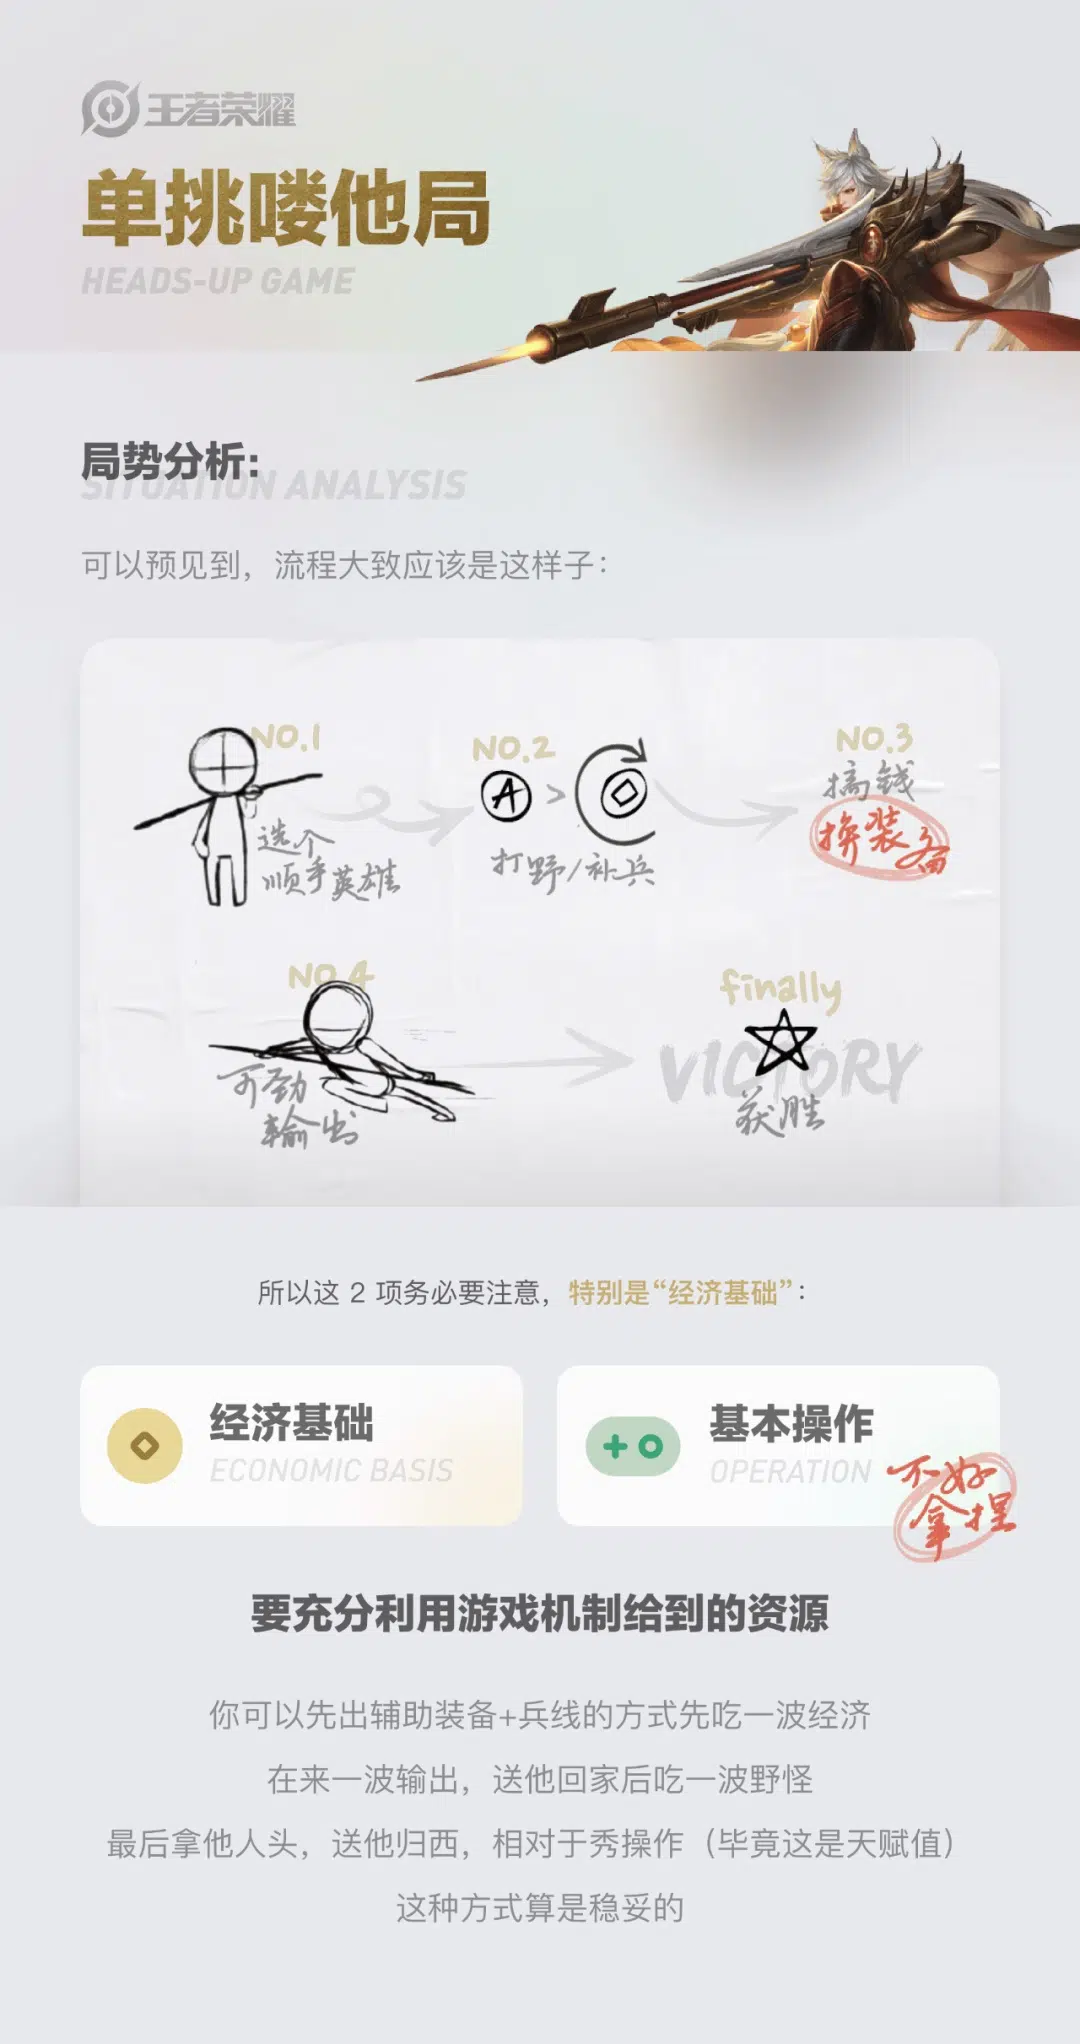 王者荣耀
单挑喽他局
HEADS-UP GAME
局势分析:
SITUATION ANALYSIS
可以预见到，流程大致应该是这样子：
NO.1
选个
顺手英雄
NO.2
A >
打野/补兵
NO.3
搞钱
换装备
NO.4
可劲
输出
finally
VICTORY
获胜
所以这 2 项务必要注意，特别是“经济基础”：
经济基础
ECONOMIC BASIS
基本操作
OPERATION
不好
拿捏
要充分利用游戏机制给到的资源
你可以先出辅助装备+兵线的方式先吃一波经济
在来一波输出，送他回家后吃一波野怪
最后拿他人头，送他归西，相对于秀操作（毕竟这是天赋值）
这种方式算是稳妥的